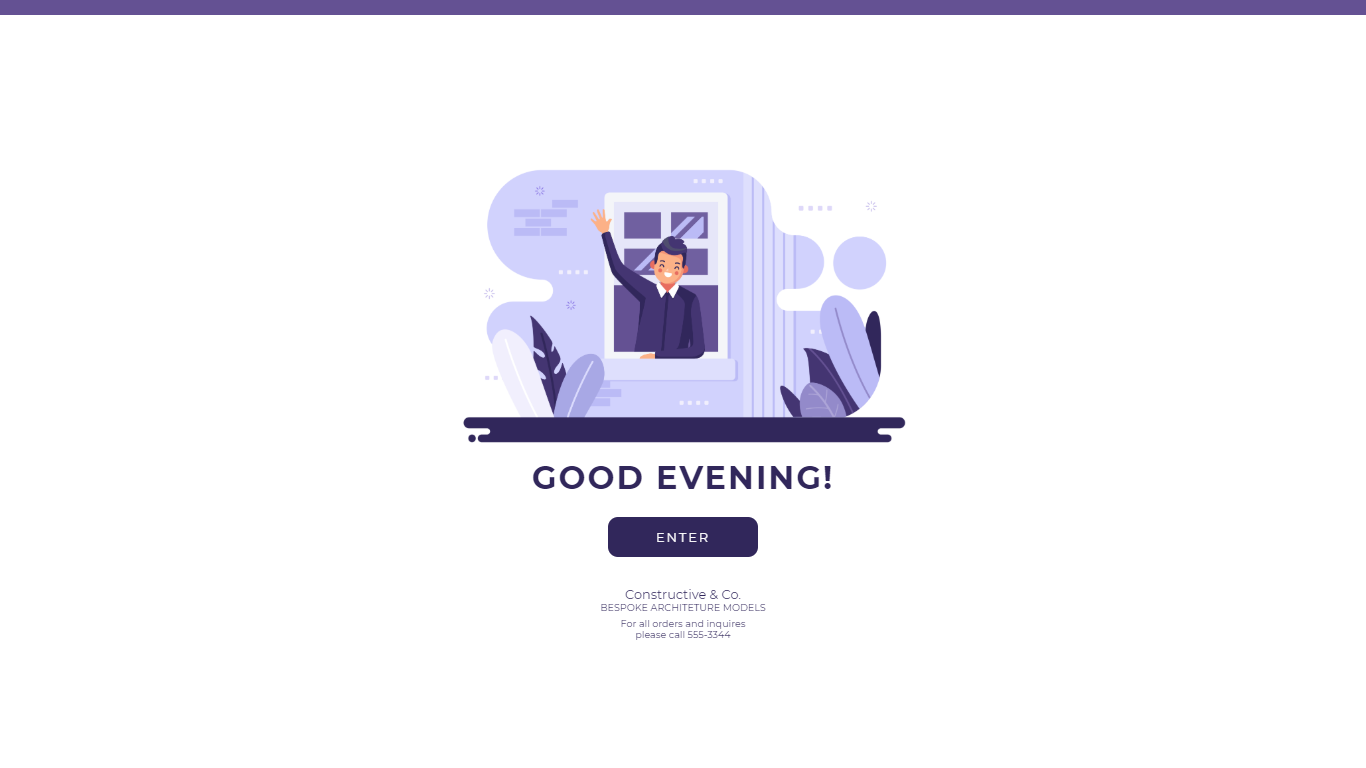 GOOD EVENING!
ENTER
Constructive & Co.
BESPOKE ARCHITETURE MODELS
For all orders and inquires
please call 555-3344